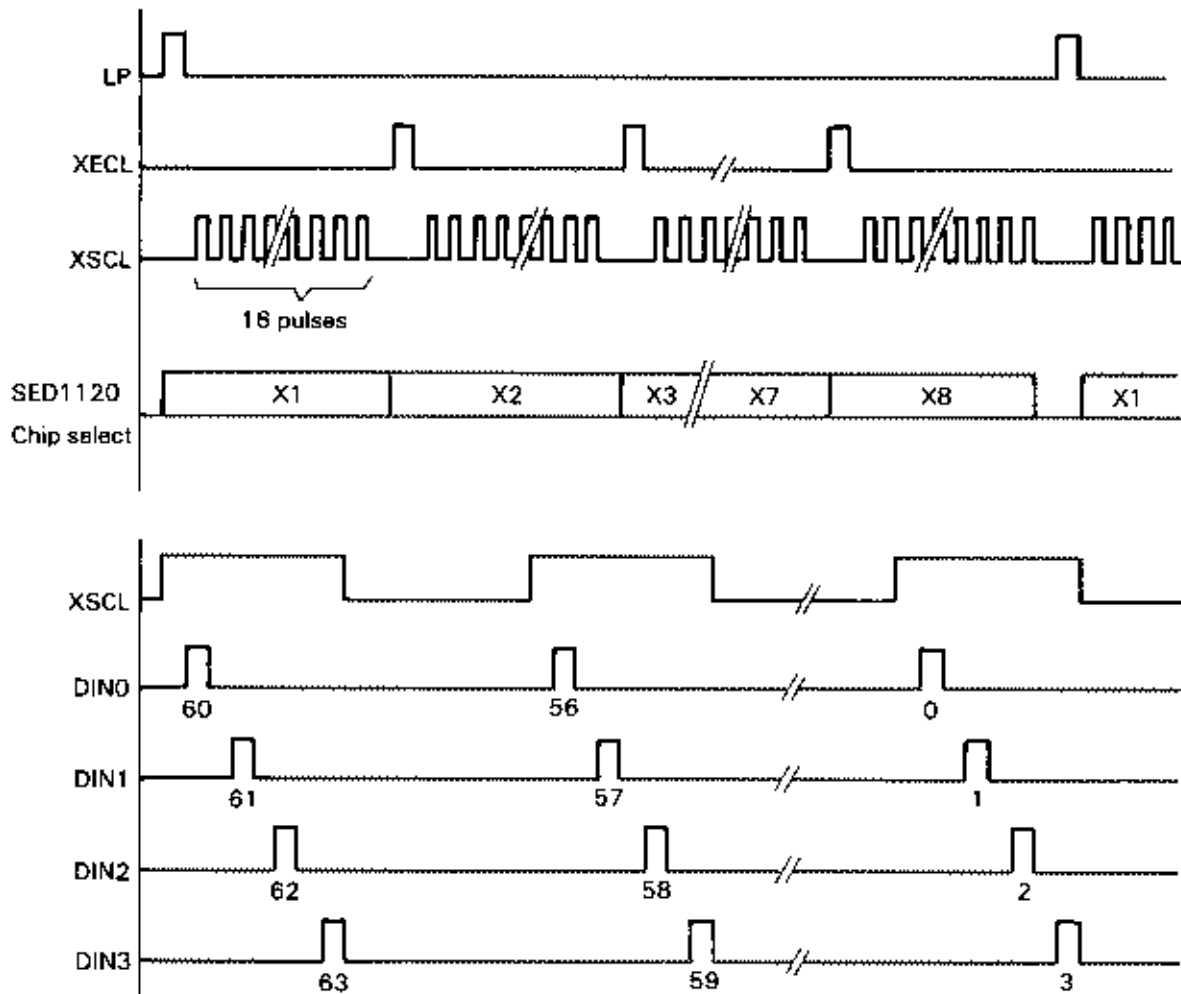 LP
XECL
XSCL
16 pulses
SED1120
Chip select
X1 X2 X3 X7 X8 X1
XSCL
DIN0
60 56 0
DIN1
61 57 1
DIN2
62 58 2
DIN3
63 59 3